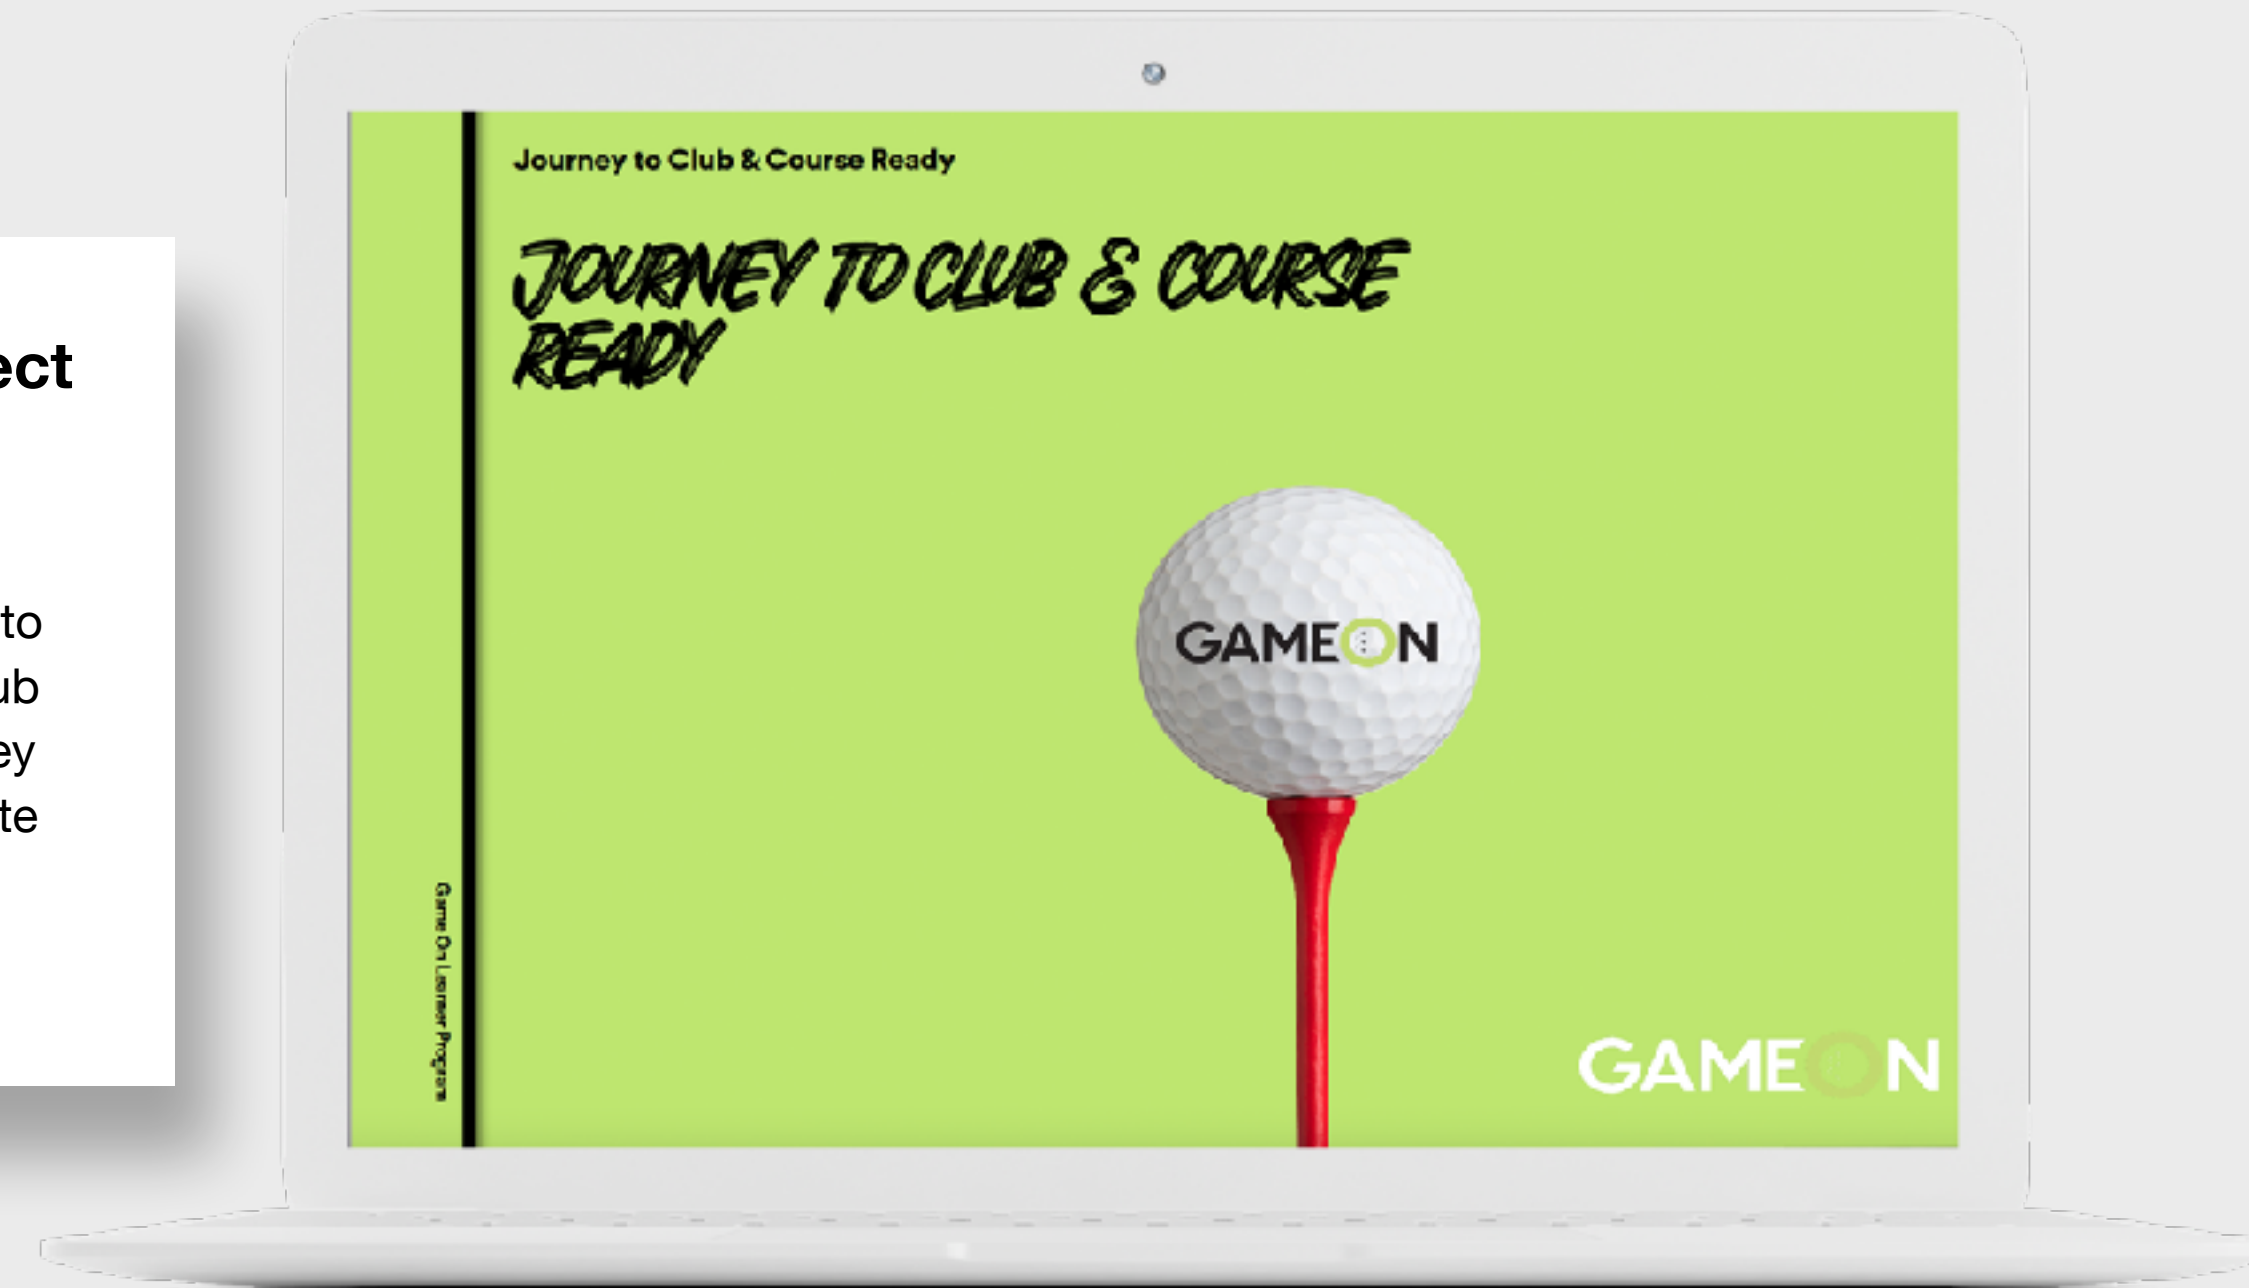 ect
to
ub
ey
te
Journey to Club & Course Ready
JOURNEY TO CLUB & COURSE
READY
GAMEON
Game On Learner Program
GAMEON